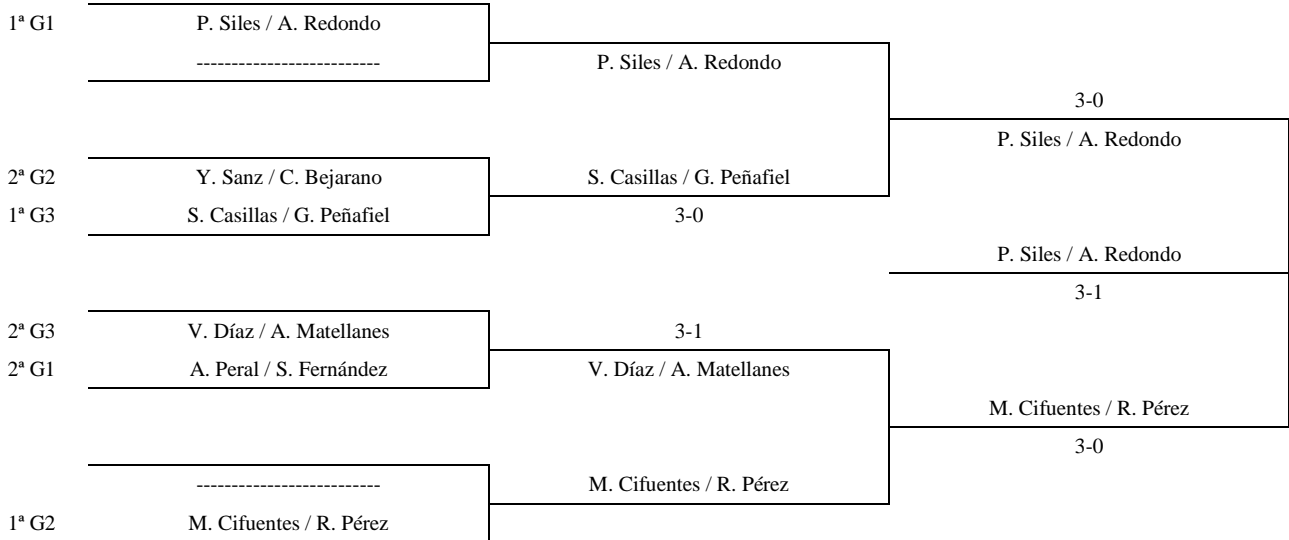 1ª G1 P. Siles / A. Redondo
-------------------------- P. Siles / A. Redondo
3-0
P. Siles / A. Redondo
2ª G2 Y. Sanz / C. Bejarano S. Casillas / G. Peñafiel
1ª G3 S. Casillas / G. Peñafiel 3-0
P. Siles / A. Redondo
3-1
2ª G3 V. Díaz / A. Matellanes 3-1
2ª G1 A. Peral / S. Fernández V. Díaz / A. Matellanes
M. Cifuentes / R. Pérez
3-0
-------------------------- M. Cifuentes / R. Pérez
1ª G2 M. Cifuentes / R. Pérez